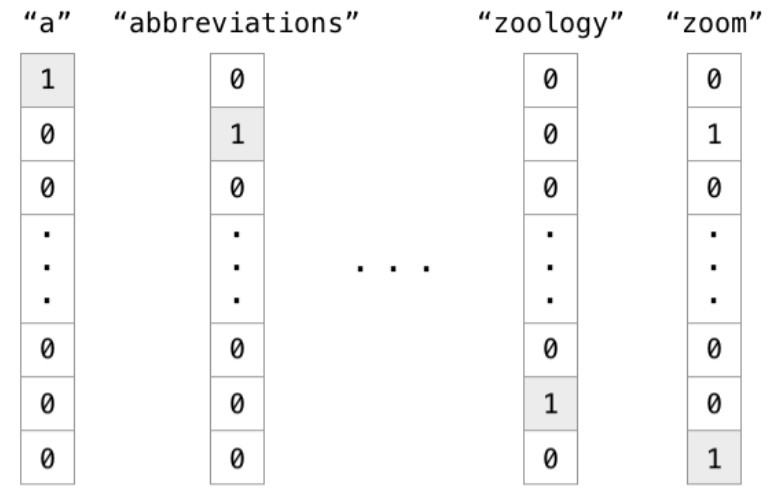 “a” “abbreviations” “zoology” “zoom”
1 0 0 0
0 1 0 1
0 0 0 0
. . . .
. . . . . . .
. . . .
0 0 0 0
0 0 1 0
0 0 0 1